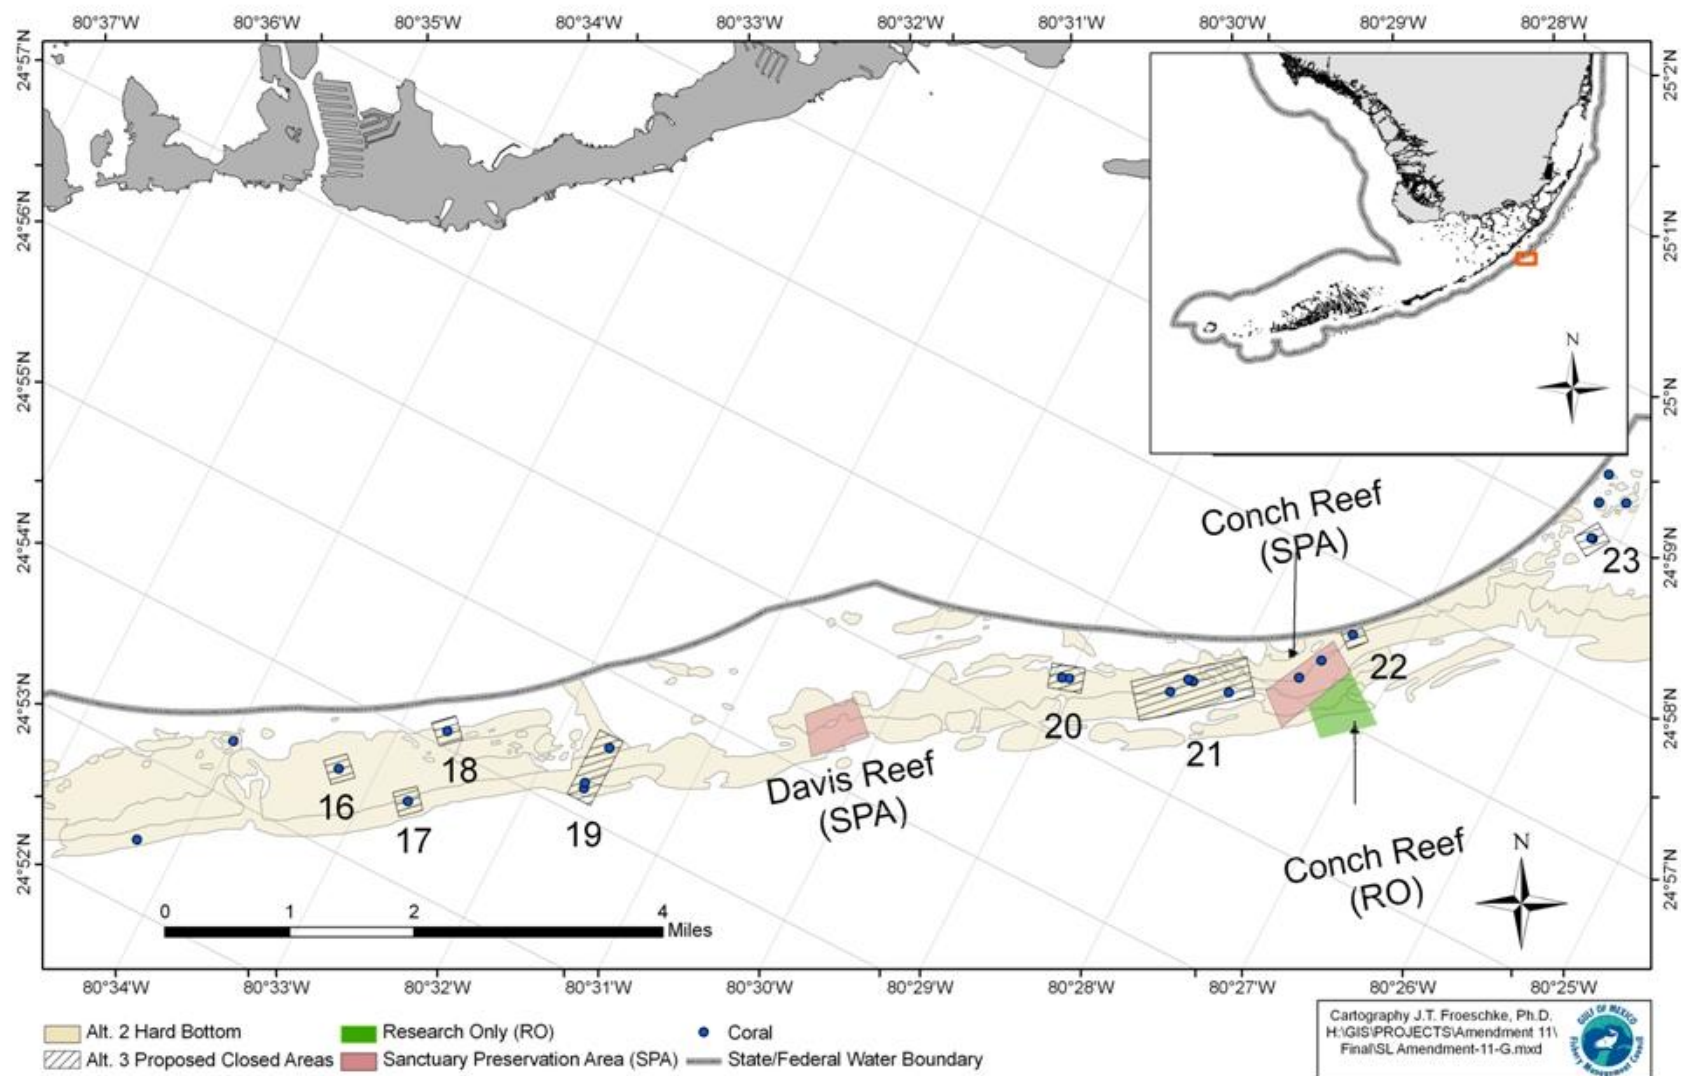 80°37'W 80°36'W 80°35'W 80°34'W 80°33'W 80°32'W 80°31'W 80°30'W 80°29'W 80°28'W
24°57'N
24°56'N
24°55'N
24°54'N
24°53'N
24°52'N
25°2'N
25°1'N
25°N
24°59'N
24°58'N
24°57'N
N
Conch Reef
(SPA)
23
22
20
21
18
16
17
19
Davis Reef
(SPA)
Conch Reef
(RO)
N
0 1 2 4
Miles
80°34'W 80°33'W 80°32'W 80°31'W 80°30'W 80°29'W 80°28'W 80°27'W 80°26'W 80°25'W
Alt. 2 Hard Bottom
Alt. 3 Proposed Closed Areas
Research Only (RO)
Sanctuary Preservation Area (SPA)
Coral
State/Federal Water Boundary
Cartography J.T. Froeschke, Ph.D.
H:\GIS\PROJECTS\Amendment 11\
Final\SL Amendment-11-G.mxd
GULF OF MEXICO
Fishery Management Council